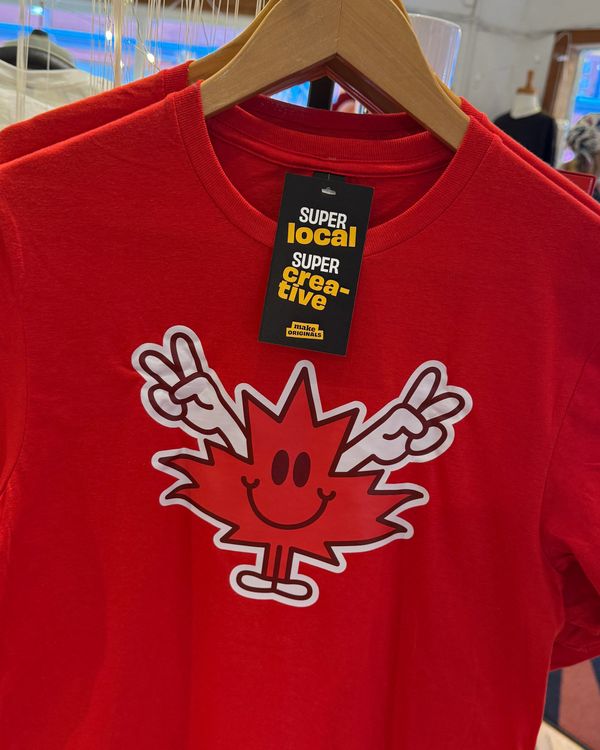 SUPER
local
SUPER
crea-
tive
make
ORIGINALS